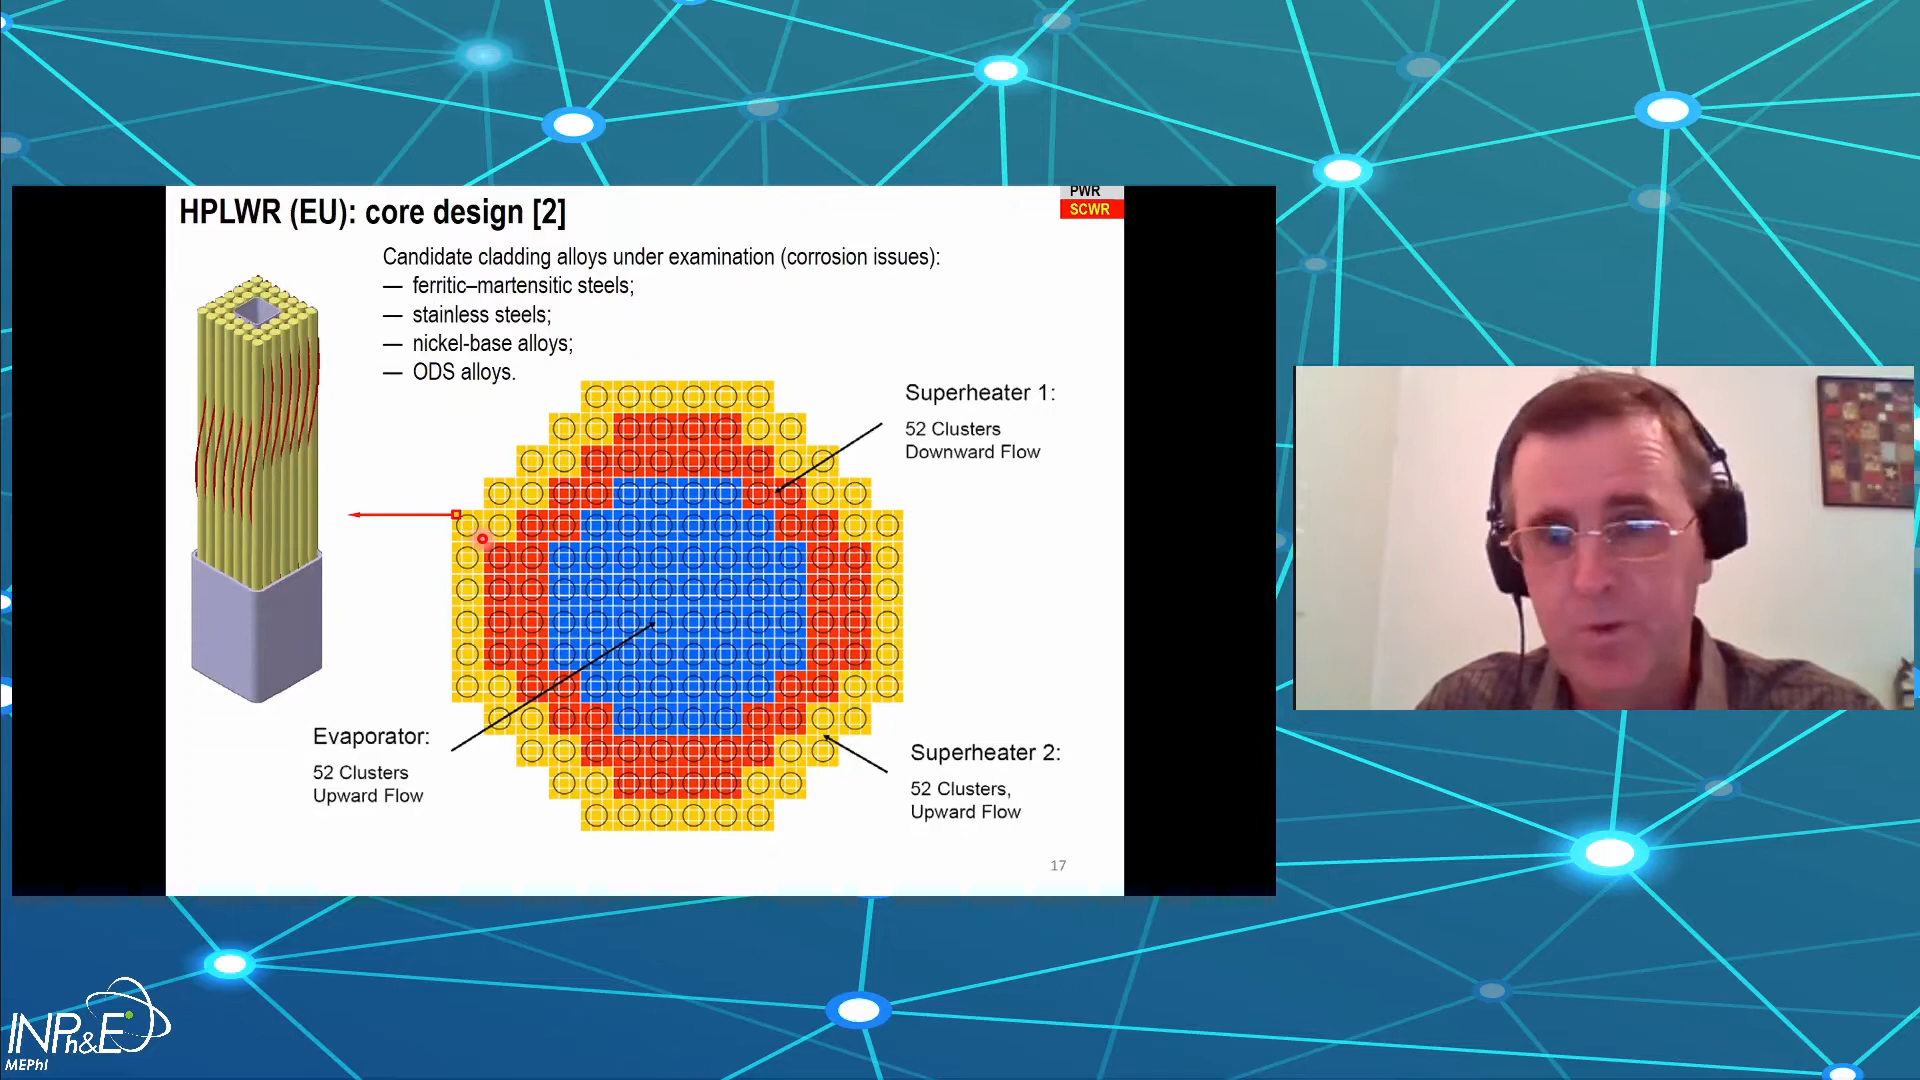 HPLWR (EU): core design [2]
PWR
SCWR
Candidate cladding alloys under examination (corrosion issues):
— ferritic–martensitic steels;
— stainless steels;
— nickel-base alloys;
— ODS alloys.
Superheater 1:
52 Clusters
Downward Flow
Evaporator:
52 Clusters
Upward Flow
Superheater 2:
52 Clusters,
Upward Flow
17
INPh&E
MEPhI